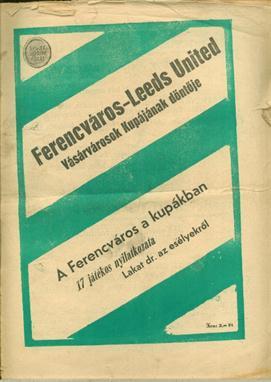 Ferencváros-Leeds United
Vásárvárosok Kupájának döntője
A Ferencváros a kupákban
17 játékos nyilatkozata
Lakat dr. az esélyekről